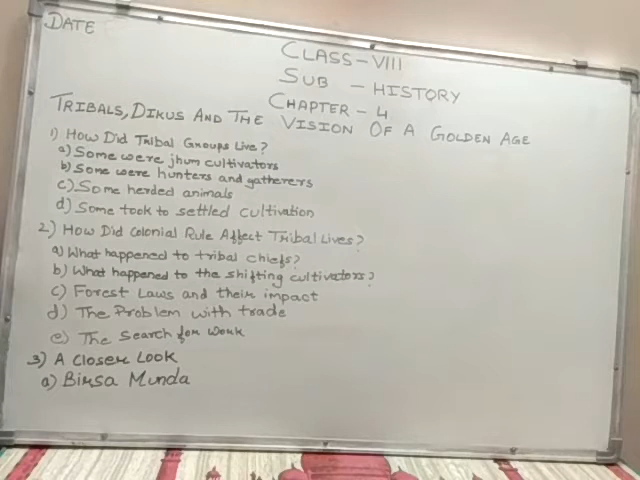 DATE
CLASS-VIII
SUB - HISTORY
CHAPTER - 4
TRIBALS, DIKUS AND THE VISION OF A GOLDEN AGE
1) HOW DID TRIBAL GROUPS LIVE?
a) Some were jhum cultivators
b) Some were hunters and gatherers
c) Some herded animals
d) Some took to settled cultivation
2) HOW DID COLONIAL RULE AFFECT TRIBAL LIVES?
a) What happened to tribal chiefs?
b) What happened to the shifting cultivators?
c) Forest Laws and their impact
d) The Problem with trade
e) The Search for work
3) A CLOSER LOOK
a) Birsa Munda